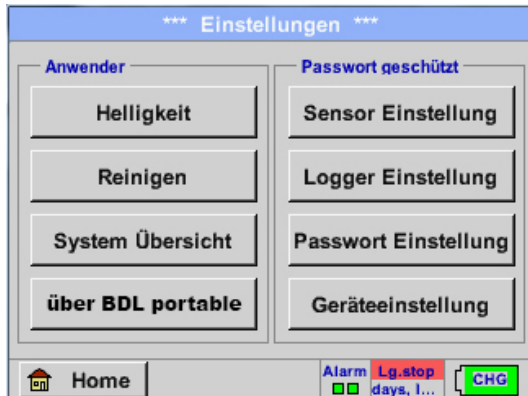 *** Einstellungen ***
Anwender
Helligkeit
Reinigen
System Übersicht
über BDL portable
Passwort geschützt
Sensor Einstellung
Logger Einstellung
Passwort Einstellung
Geräteeinstellung
Home
Alarm
Lg.stop
days, I...
CHG